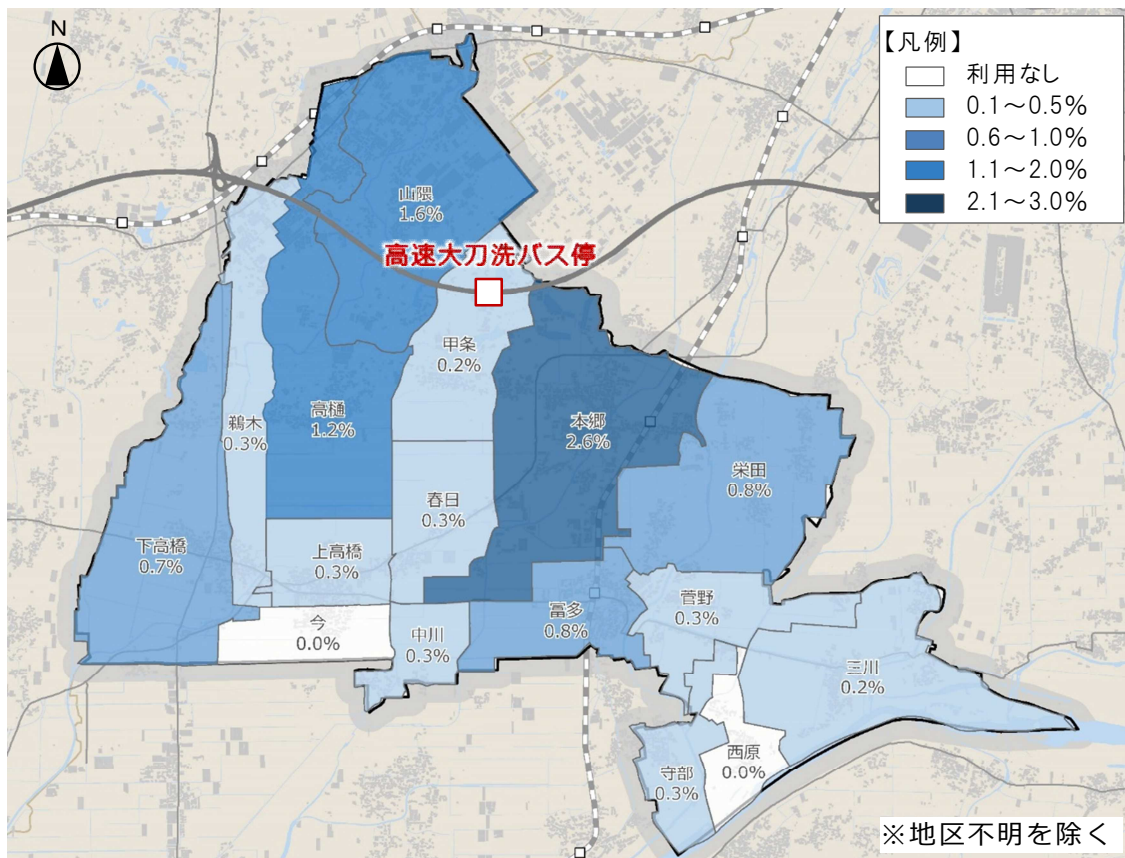 N
【凡例】
利用なし
0.1～0.5%
0.6～1.0%
1.1～2.0%
2.1～3.0%
山隈
1.6%
高速大刀洗バス停
甲条
0.2%
高樋
1.2%
鵜木
0.3%
本郷
2.6%
栄田
0.8%
春日
0.3%
下高橋
0.7%
上高橋
0.3%
菅野
0.3%
冨多
0.8%
今
0.0%
中川
0.3%
三川
0.2%
西原
0.0%
守部
0.3%
※地区不明を除く